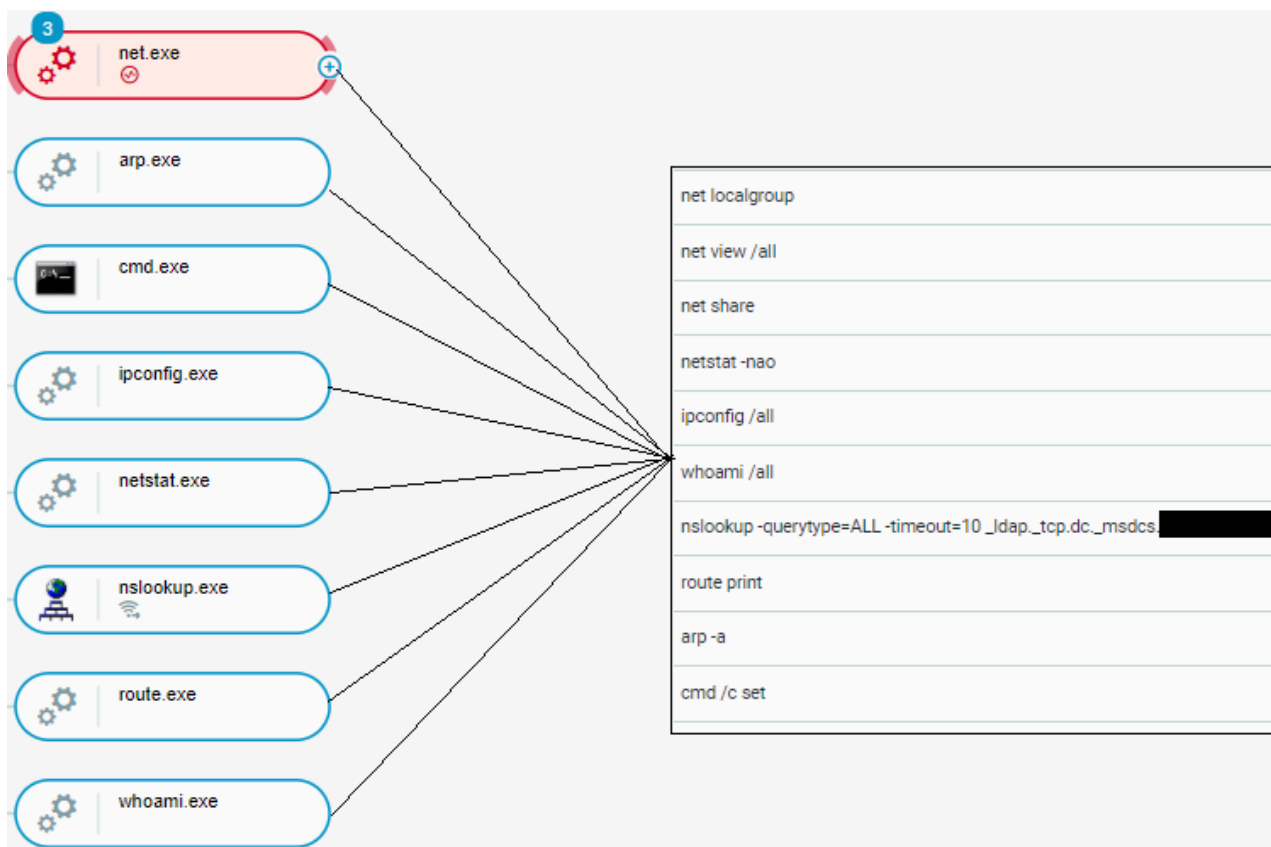 3
net.exe
arp.exe
cmd.exe
ipconfig.exe
netstat.exe
nslookup.exe
route.exe
whoami.exe
net localgroup
net view /all
net share
netstat -nao
ipconfig /all
whoami /all
nslookup -querytype=ALL -timeout=10 _ldap._tcp.dc._msdcs.
route print
arp -a
cmd /c set